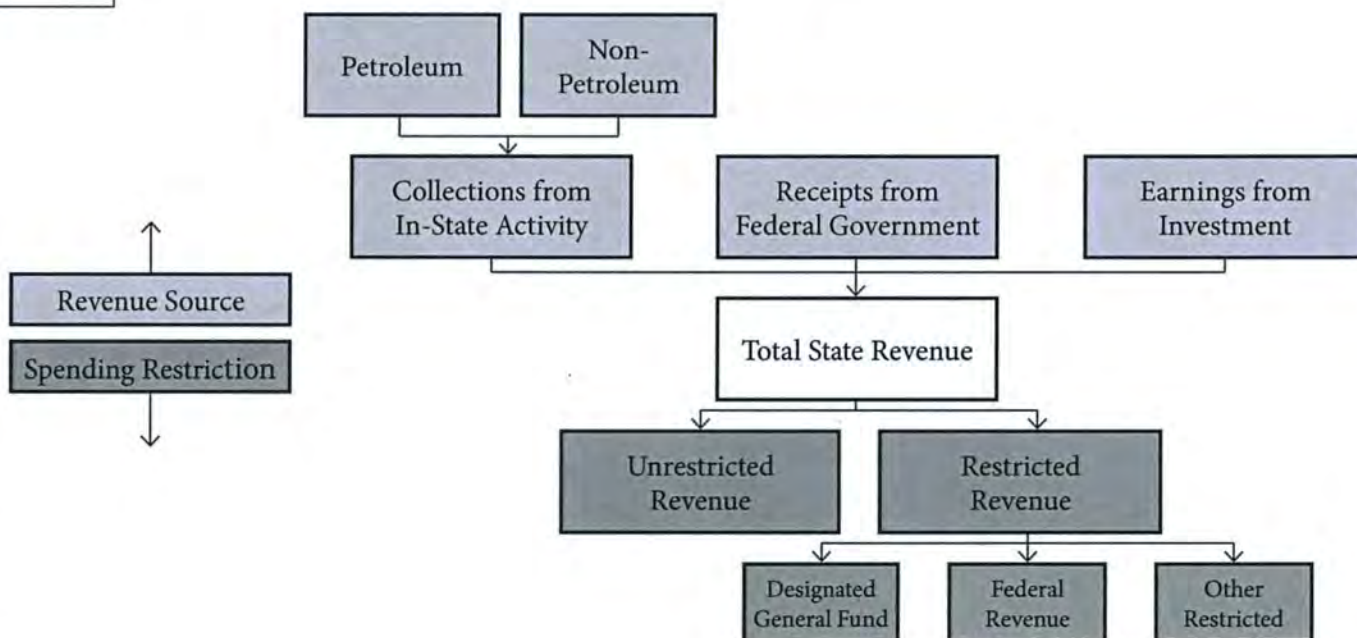 Petroleum
Non-
Petroleum
Collections from
In-State Activity
Receipts from
Federal Government
Earnings from
Investment
Revenue Source
Spending Restriction
Total State Revenue
Unrestricted
Revenue
Restricted
Revenue
Designated
General Fund
Federal
Revenue
Other
Restricted